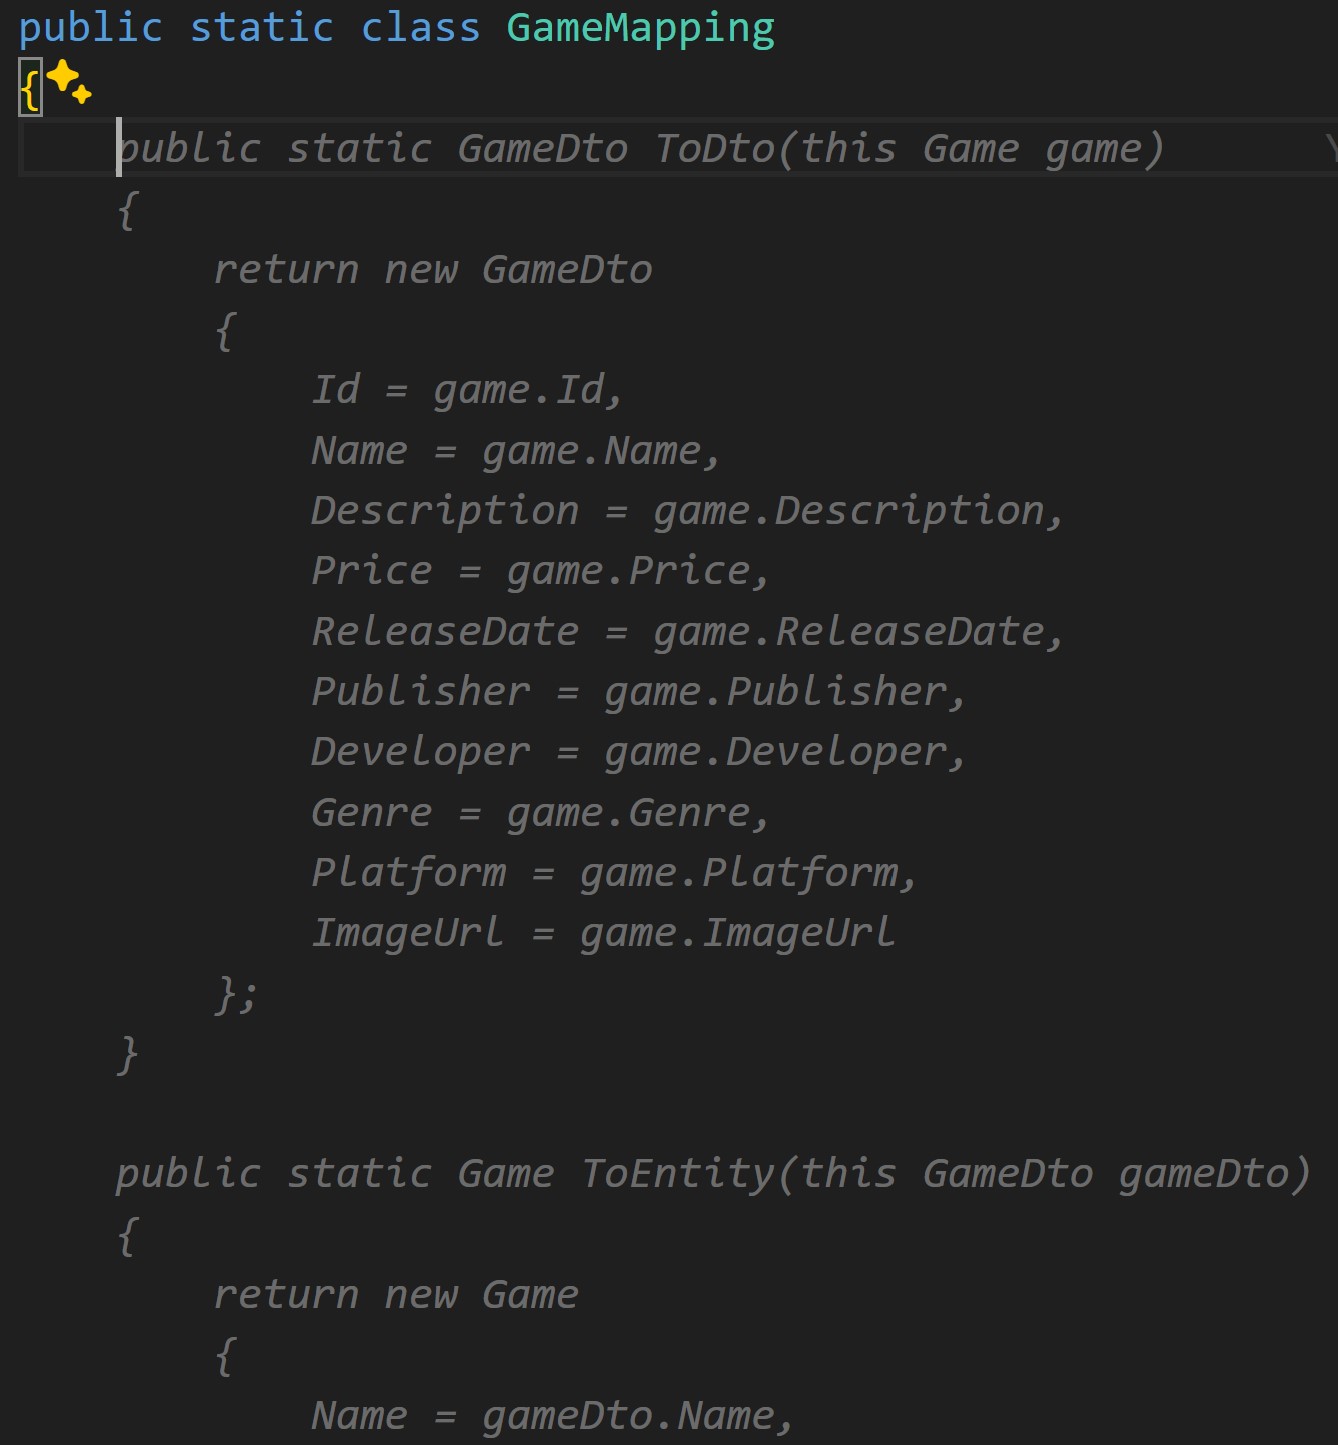 public static class GameMapping
{
public static GameDto ToDto(this Game game)
{
return new GameDto
{
Id = game.Id,
Name = game.Name,
Description = game.Description,
Price = game.Price,
ReleaseDate = game.ReleaseDate,
Publisher = game.Publisher,
Developer = game.Developer,
Genre = game.Genre,
Platform = game.Platform,
ImageUrl = game.ImageUrl
};
}
public static Game ToEntity(this GameDto gameDto)
{
return new Game
{
Name = gameDto.Name,